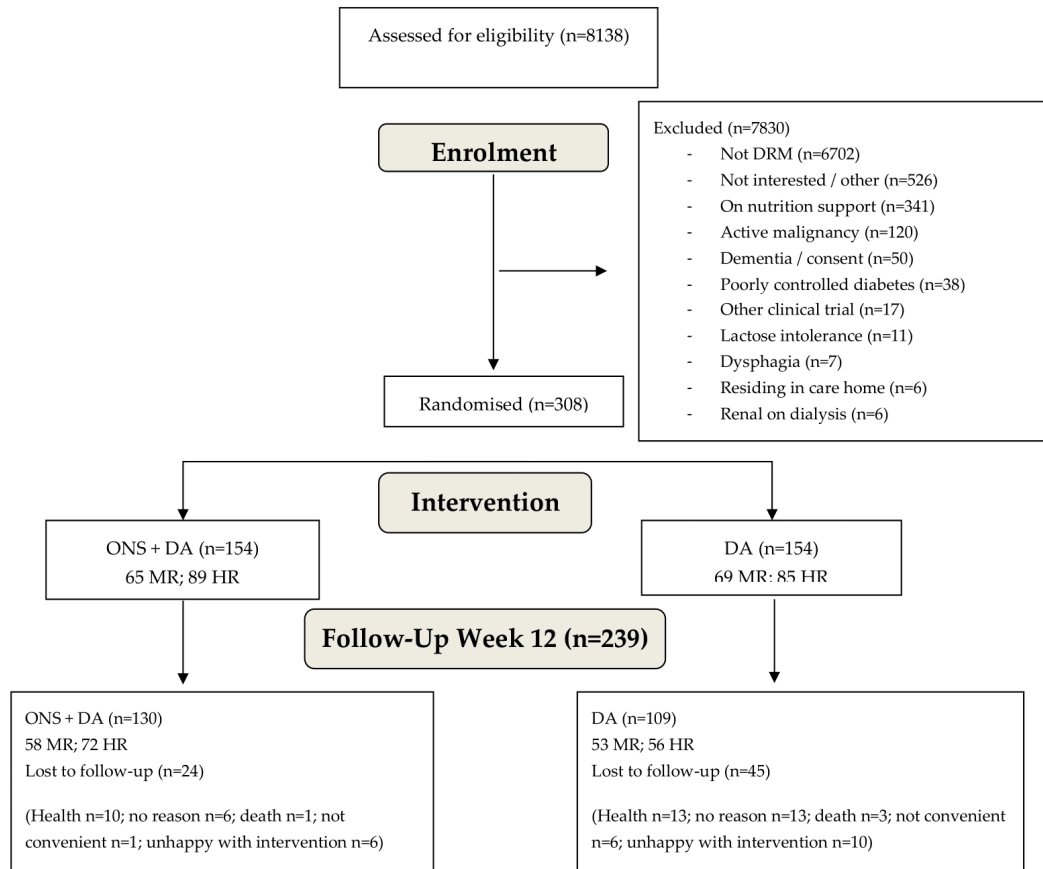 Assessed for eligibility (n=8138)
Enrolment
Excluded (n=7830)
- Not DRM (n=6702)
- Not interested / other (n=526)
- On nutrition support (n=341)
- Active malignancy (n=120)
- Dementia / consent (n=50)
- Poorly controlled diabetes (n=38)
- Other clinical trial (n=17)
- Lactose intolerance (n=11)
- Dysphagia (n=7)
- Residing in care home (n=6)
- Renal on dialysis (n=6)
Randomised (n=308)
Intervention
ONS + DA (n=154)
65 MR; 89 HR
DA (n=154)
69 MR; 85 HR
Follow-Up Week 12 (n=239)
ONS + DA (n=130)
58 MR; 72 HR
Lost to follow-up (n=24)
(Health n=10; no reason n=6; death n=1; not
convenient n=1; unhappy with intervention n=6)
DA (n=109)
53 MR; 56 HR
Lost to follow-up (n=45)
(Health n=13; no reason n=13; death n=3; not convenient
n=6; unhappy with intervention n=10)